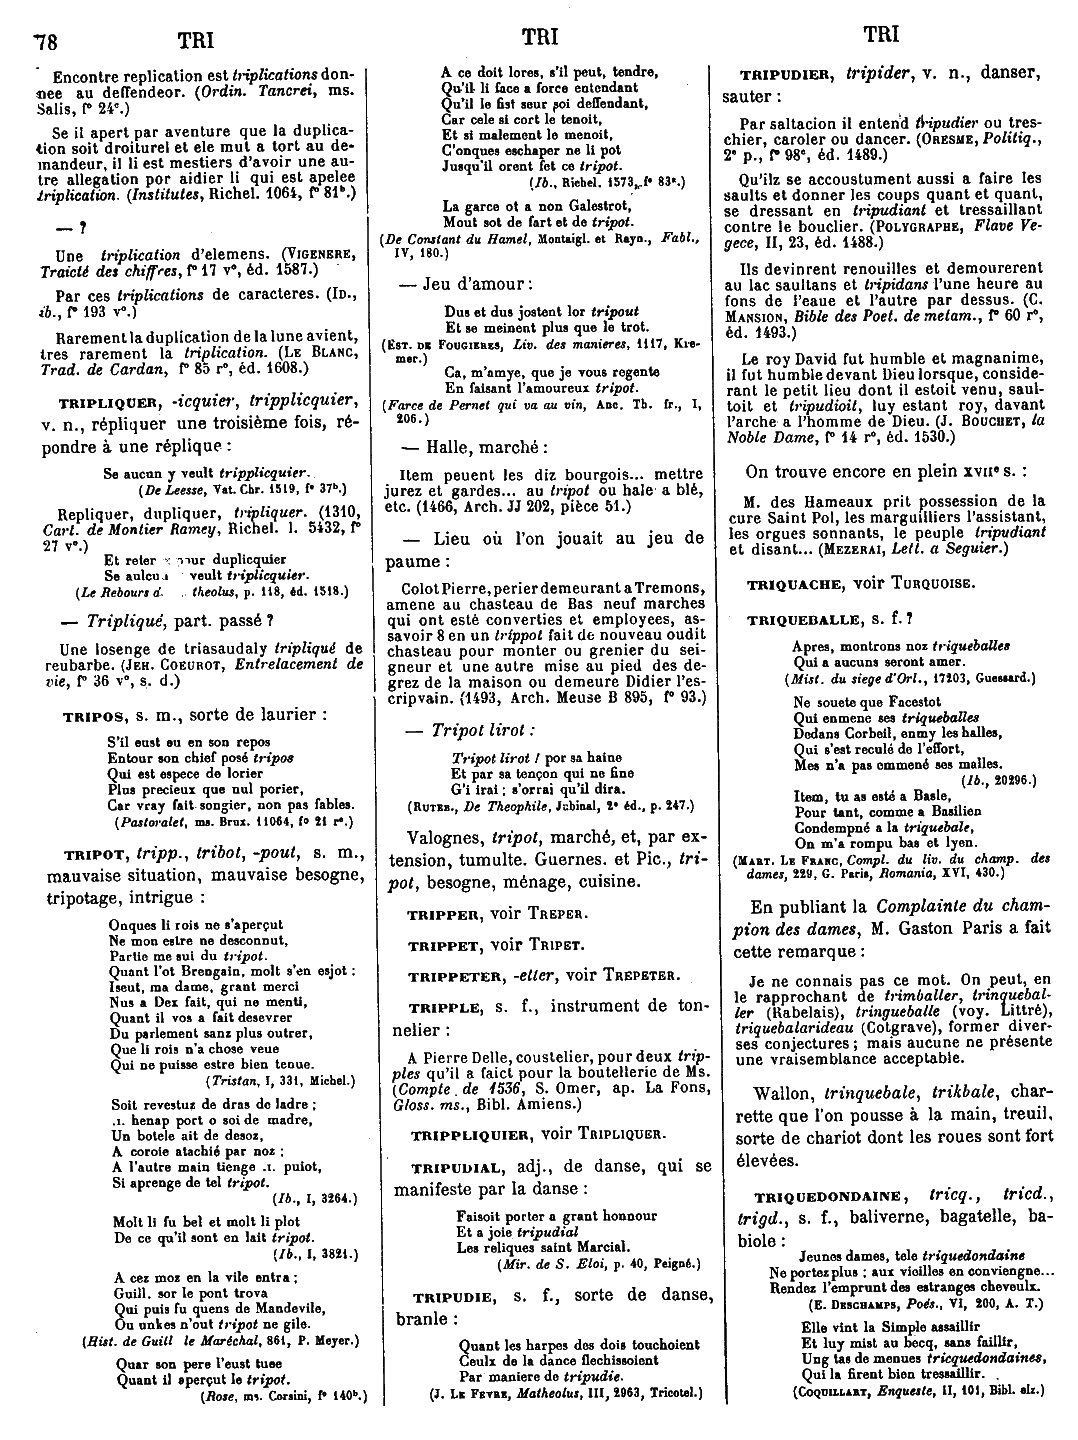 78 TRI TRI TRI
Encontre replication est triplications don-
nee au deffendeor. (Ordin. Tancrei, ms.
Salis, f° 24ᶜ.)
Se il apert par aventure que la duplica-
tion soit droiturel et ele mut a tort au de-
mandeur, il li est mestiers d'avoir une au-
tre allegation por aidier li qui est apelee
triplication. (Institutes, Richel. 1064, f° 81ᵇ.)
— ?
Une triplication d'elemens. (VIGENERE,
Traicté des chiffres, f° 17 v°, éd. 1587.)
Par ces triplications de caracteres. (ID.,
ib., f° 193 v°.)
Rarement la duplication de la lune avient,
tres rarement la triplication. (LE BLANC,
Trad. de Cardan, f° 85 r°, éd. 1608.)
TRIPLIQUER, -icquier, tripplicquier,
v. n., répliquer une troisième fois, ré-
pondre à une réplique :
Se aucun y veult tripplicquier.
(De Leesse, Vat. Chr. 1519, f° 37ᵇ.)
Repliquer, dupliquer, tripliquer. (1310,
Cart. de Montier Ramey, Richel. l. 5432, f°
27 v°.)
Et reter pour duplicquier
Se aulcu veult triplicquier.
(Le Rebours d. theolus, p. 118, éd. 1518.)
— Tripliqué, part. passé ?
Une losenge de triasaudaly tripliqué de
reubarbe. (JEH. COEUROT, Entrelacement de
vie, f° 36 v°, s. d.)
TRIPOS, s. m., sorte de laurier :
S'il eust eu en son repos
Entour son chief posé tripos
Qui est espece de lorier
Plus precieux que nul porier,
Car vray fait songier, non pas fables.
(Pastoralet, ms. Brux. 11064, f° 21 r°.)
TRIPOT, tripp., tribot, -pout, s. m.,
mauvaise situation, mauvaise besogne,
tripotage, intrigue :
Onques li rois ne s'aperçut
Ne mon estre ne desconnut,
Partie me sui du tripot.
Quant l'ot Brengain, molt s'en esjot :
Iseut, ma dame, grant merci
Nus a Dex fait, qui ne menti,
Quant il vos a fait desevrer
Du parlement sanz plus outrer,
Que li rois n'a chose veue
Qui ne puisse estre bien tenue.
(Tristan, I, 331, Michel.)
Soit revestuz de dras de ladre ;
.I. henap port o soi de madre,
Un botele ait de desoz,
A coroie atachié par noz ;
A l'autre main tienge .I. puiot,
Si aprenge de tel tripot.
(Ib., I, 3264.)
Molt li fu bel et molt li plot
De ce qu'il sont en lait tripot.
(Ib., I, 3821.)
A cez moz en la vile entra ;
Guill. sor le pont trova
Qui puis fu quens de Mandevile,
Ou unkes n'out tripot ne gile.
(Hist. de Guill le Maréchal, 861, P. Meyer.)
Quar son pere l'eust tuee
Quant il aperçut le tripot.
(Rose, ms. Corsini, f° 140ᵇ.)
A ce doit lores, s'il peut, tendre,
Qu'il li face a force entendant
Qu'il le fist seur soi deffendant,
Car cele si cort le tenoit,
Et si malement le menoit,
C'onques eschaper ne li pot
Jusqu'il orent fet ce tripot.
(Ib., Richel. 1573, f° 83ᵉ.)
La garce ot a non Galestrot,
Mout sot de fart et de tripot.
(De Constant du Hamel, Montaigl. et Rayn., Fabl.,
IV, 180.)
— Jeu d'amour :
Dus et dus jostent lor tripout
Et se meinent plus que le trot.
(EST. DE FOUGIERES, Liv. des manieres, 1117, Kre-
mer.)
Ca, m'amye, que je vous regente
En faisant l'amoureux tripot.
(Farce de Pernet qui va au vin, Anc. Th. fr., I,
206.)
— Halle, marché :
Item peuent les diz bourgois... mettre
jurez et gardes... au tripot ou hale a blé,
etc. (1466, Arch. JJ 202, pièce 51.)
— Lieu où l'on jouait au jeu de
paume :
Colot Pierre, perier demeurant a Tremons,
amene au chasteau de Bas neuf marches
qui ont esté converties et employees, as-
savoir 8 en un trippot fait de nouveau oudit
chasteau pour monter ou grenier du sei-
gneur et une autre mise au pied des de-
grez de la maison ou demeure Didier l'es-
cripvain. (1493, Arch. Meuse B 895, f° 93.)
— Tripot lirot :
Tripot lirot ! por sa haine
Et par sa tençon qui ne fine
G'i irai ; s'orrai qu'il dira.
(RUTEB., De Theophile, Jubinal, 2ᵉ éd., p. 247.)
Valognes, tripot, marché, et, par ex-
tension, tumulte. Guernes. et Pic., tri-
pot, besogne, ménage, cuisine.
TRIPPER, voir TREPER.
TRIPPET, voir TRIPET.
TRIPPETER, -etter, voir TREPETER.
TRIPPLE, s. f., instrument de ton-
nelier :
A Pierre Delle, coustelier, pour deux trip-
ples qu'il a faict pour la boutellerie de Ms.
(Compte de 1536, S. Omer, ap. La Fons,
Gloss. ms., Bibl. Amiens.)
TRIPPLIQUIER, voir TRIPLIQUER.
TRIPUDIAL, adj., de danse, qui se
manifeste par la danse :
Faisoit porter a grant honnour
Et a joie tripudial
Les reliques saint Marcial.
(Mir. de S. Eloi, p. 40, Peigné.)
TRIPUDIE, s. f., sorte de danse,
branle :
Quant les harpes des dois touchoient
Ceulx de la dance flechissoient
Par maniere de tripudie.
(J. LE FEVRE, Matheolus, III, 2963, Tricotel.)
TRIPUDIER, tripider, v. n., danser,
sauter :
Par saltacion il entend tripudier ou tres-
chier, caroler ou dancer. (ORESME, Politiq.,
2ᵉ p., f° 98ᶜ, éd. 1489.)
Qu'ilz se accoustument aussi a faire les
saults et donner les coups quant et quant,
se dressant en tripudiant et tressaillant
contre le bouclier. (POLYGRAPHE, Flave Ve-
gece, II, 23, éd. 1488.)
Ils devinrent renouilles et demourerent
au lac saultans et tripidans l'une heure au
fons de l'eaue et l'autre par dessus. (C.
MANSION, Bible des Poet. de metam., f° 60 r°,
éd. 1493.)
Le roy David fut humble et magnanime,
il fut humble devant Dieu lorsque, conside-
rant le petit lieu dont il estoit venu, saul-
toit et tripudioit, luy estant roy, davant
l'arche a l'homme de Dieu. (J. BOUCHET, la
Noble Dame, f° 14 r°, éd. 1530.)
On trouve encore en plein XVIIᵉ s. :
M. des Hameaux prit possession de la
cure Saint Pol, les marguilliers l'assistant,
les orgues sonnants, le peuple tripudiant
et disant... (MEZERAI, Lett. a Seguier.)
TRIQUACHE, voir TURQUOISE.
TRIQUEBALLE, s. f. ?
Apres, montrons noz triqueballes
Qui a aucuns seront amer.
(Mist. du siege d'Orl., 17203, Guessard.)
Ne souete que Facestot
Qui enmene ses triqueballes
Dedans Corbeil, enmy les halles,
Qui s'est reculé de l'effort,
Mes n'a pas emmené ses malles.
(Ib., 20296.)
Item, tu as esté a Basle,
Pour tant, comme a Basilien
Condempné a la triquebale,
On m'a rompu bas et lyen.
(MART. LE FRANC, Compl. du liv. du champ. des
dames, 229, G. Paris, Romania, XVI, 430.)
En publiant la Complainte du cham-
pion des dames, M. Gaston Paris a fait
cette remarque :
Je ne connais pas ce mot. On peut, en
le rapprochant de trimballer, trinquebal-
ler (Rabelais), tringueballe (voy. Littré),
triquebalarideau (Cotgrave), former diver-
ses conjectures ; mais aucune ne présente
une vraisemblance acceptable.
Wallon, trinquebale, trikbale, char-
rette que l'on pousse à la main, treuil,
sorte de chariot dont les roues sont fort
élevées.
TRIQUEDONDAINE, tricq., tricd.,
trigd., s. f., baliverne, bagatelle, ba-
biole :
Jeunes dames, tele triquedondaine
Ne portez plus ; aux vieilles en conviengne...
Rendez l'emprunt des estranges cheveulx.
(E. DESCHAMPS, Poés., VI, 200, A. T.)
Elle vint la Simple assaillir
Et luy mist au becq, sans faillir,
Ung tas de menues tricquedondaines,
Qui la firent bien tressaillir.
(COQUILLART, Enqueste, II, 101, Bibl. elz.)